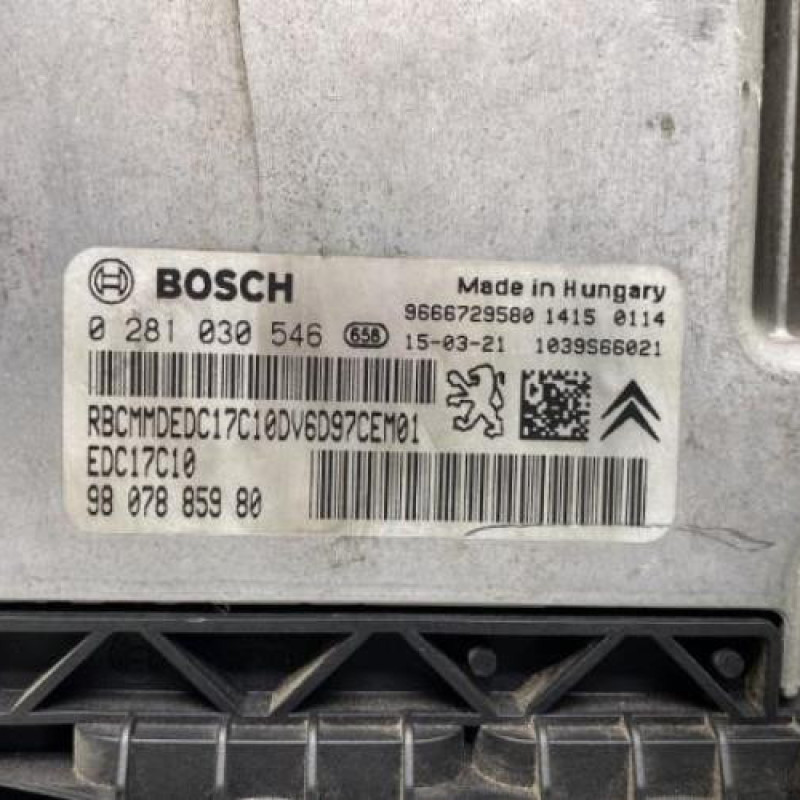 BOSCH
Made in Hungary
9666729580 1415 0114
0 281 030 546 658 15-03-21 1039S66021
RBCMMDEDC17C10DV6D97CEM01
EDC17C10
98 078 859 80